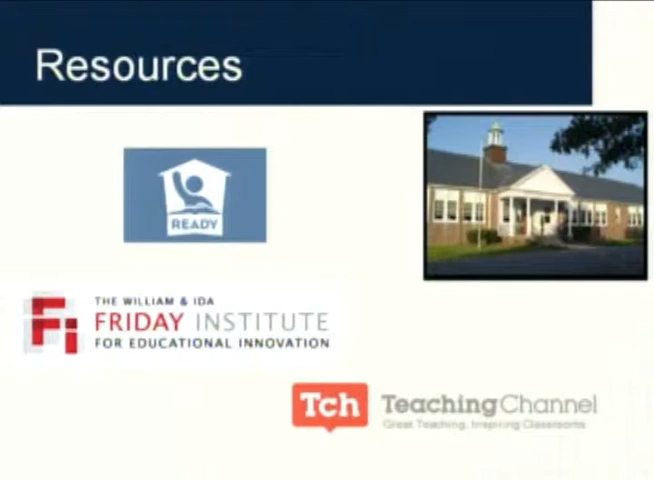 Resources
READY
THE WILLIAM & IDA
FRIDAY INSTITUTE
FOR EDUCATIONAL INNOVATION
Tch TeachingChannel
Great Teaching, Inspiring Classrooms